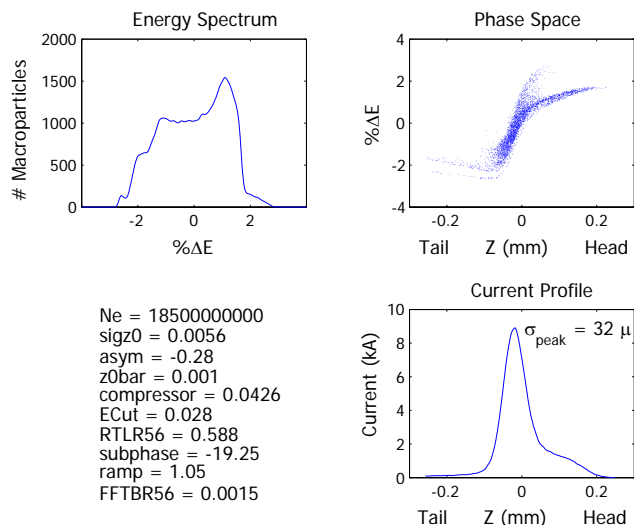 Energy Spectrum
2000
1500
1000
500
0
-2 0 2
# Macroparticles
%ΔE
Phase Space
4
2
0
-2
-4
-0.2 0 0.2
%ΔE
Tail Z (mm) Head
Ne = 18500000000
sigz0 = 0.0056
asym = -0.28
z0bar = 0.001
compressor = 0.0426
ECut = 0.028
RTLR56 = 0.588
subphase = -19.25
ramp = 1.05
FFTBR56 = 0.0015
Current Profile
10
8
6
4
2
0
-0.2 0 0.2
Current (kA)
σpeak = 32 μ
Tail Z (mm) Head